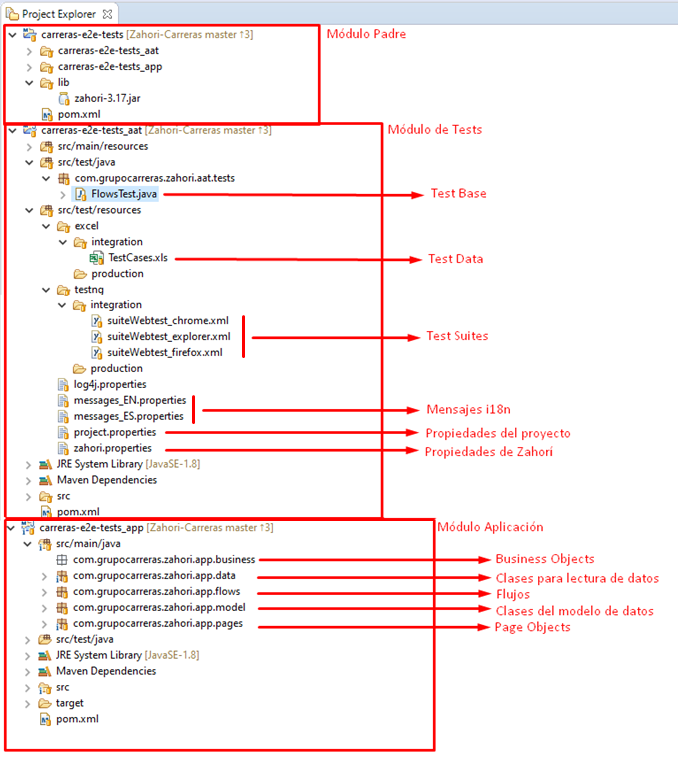 Project Explorer
carreras-e2e-tests [Zahori-Carreras master ↑3] Módulo Padre
carreras-e2e-tests_aat
carreras-e2e-tests_app
lib
zahori-3.17.jar
pom.xml
carreras-e2e-tests_aat [Zahori-Carreras master ↑3] Módulo de Tests
src/main/resources
src/test/java
com.grupocarreras.zahori.aat.tests
FlowsTest.java Test Base
src/test/resources
excel
integration
TestCases.xls Test Data
production
testng
integration
suiteWebtest_chrome.xml
suiteWebtest_explorer.xml Test Suites
suiteWebtest_firefox.xml
production
log4j.properties
messages_EN.properties
messages_ES.properties Mensajes i18n
project.properties Propiedades del proyecto
zahori.properties Propiedades de Zahorí
JRE System Library [JavaSE-1.8]
Maven Dependencies
src
pom.xml
carreras-e2e-tests_app [Zahori-Carreras master ↑3] Módulo Aplicación
src/main/java
com.grupocarreras.zahori.app.business Business Objects
com.grupocarreras.zahori.app.data Clases para lectura de datos
com.grupocarreras.zahori.app.flows Flujos
com.grupocarreras.zahori.app.model Clases del modelo de datos
com.grupocarreras.zahori.app.pages Page Objects
src/test/java
JRE System Library [JavaSE-1.8]
Maven Dependencies
src
target
pom.xml